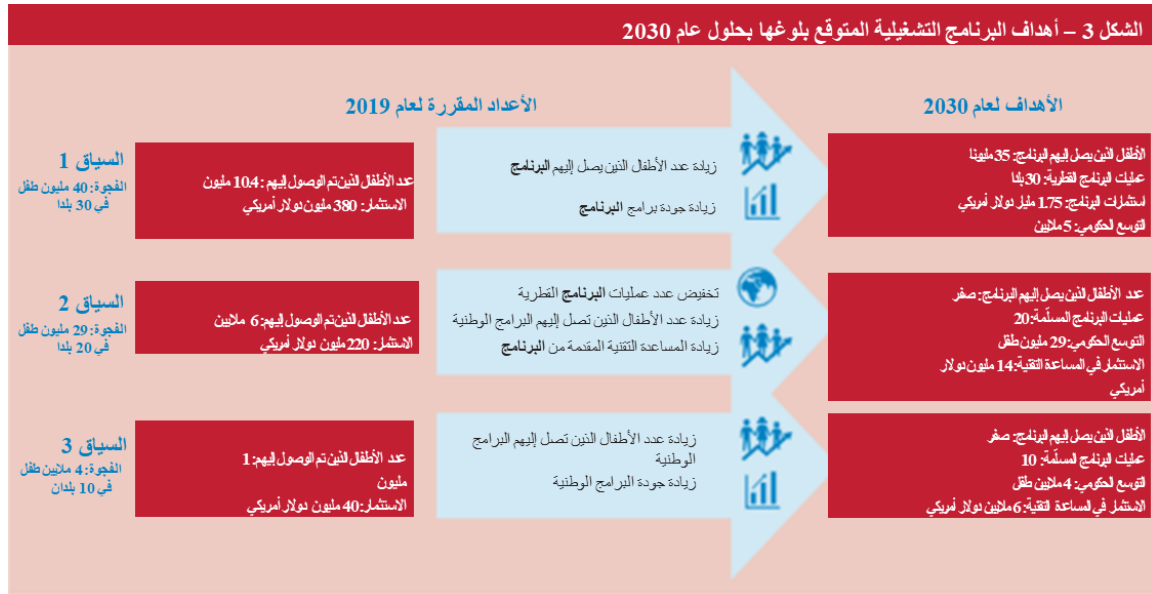 الشكل 3 – أهداف البرنامج التشغيلية المتوقع بلوغها بحلول عام 2030
الأعداد المقررة لعام 2019
الأهداف لعام 2030
السياق 1
الفجوة: 40 مليون طفل
في 30 بلدا
عدد الأطفال الذين تم الوصول إليهم: 10.4 مليون
الاستثمار: 380 مليون دولار أمريكي
زيادة عدد الأطفال الذين يصل إليهم البرنامج
زيادة جودة برامج البرنامج
الأطفال الذين يصل إليهم البرنامج: 35 مليونا
عمليات البرنامج القطرية: 30 بلدا
استثمارات البرنامج: 1.75 مليار دولار أمريكي
التوسع الحكومي: 5 ملايين
السياق 2
الفجوة: 29 مليون طفل
في 20 بلدا
عدد الأطفال الذين تم الوصول إليهم: 6 ملايين
الاستثمار: 220 مليون دولار أمريكي
تخفيض عدد عمليات البرنامج القطرية
زيادة عدد الأطفال الذين تصل إليهم البرامج الوطنية
زيادة المساعدة التقنية المقدمة من البرنامج
عدد الأطفال الذين يصل إليهم البرنامج: صفر
عمليات البرنامج المسلّمة: 20
التوسع الحكومي: 29 مليون طفل
الاستثمار في المساعدة التقنية: 14 مليون دولار
أمريكي
السياق 3
الفجوة: 4 ملايين طفل
في 10 بلدان
عدد الأطفال الذين تم الوصول إليهم: 1
مليون
الاستثمار: 40 مليون دولار أمريكي
زيادة عدد الأطفال الذين تصل إليهم البرامج
الوطنية
زيادة جودة البرامج الوطنية
الأطفال الذين يصل إليهم البرنامج: صفر
عمليات البرنامج المسلّمة: 10
التوسع الحكومي: 4 ملايين طفل
الاستثمار في المساعدة التقنية: 6 ملايين دولار أمريكي